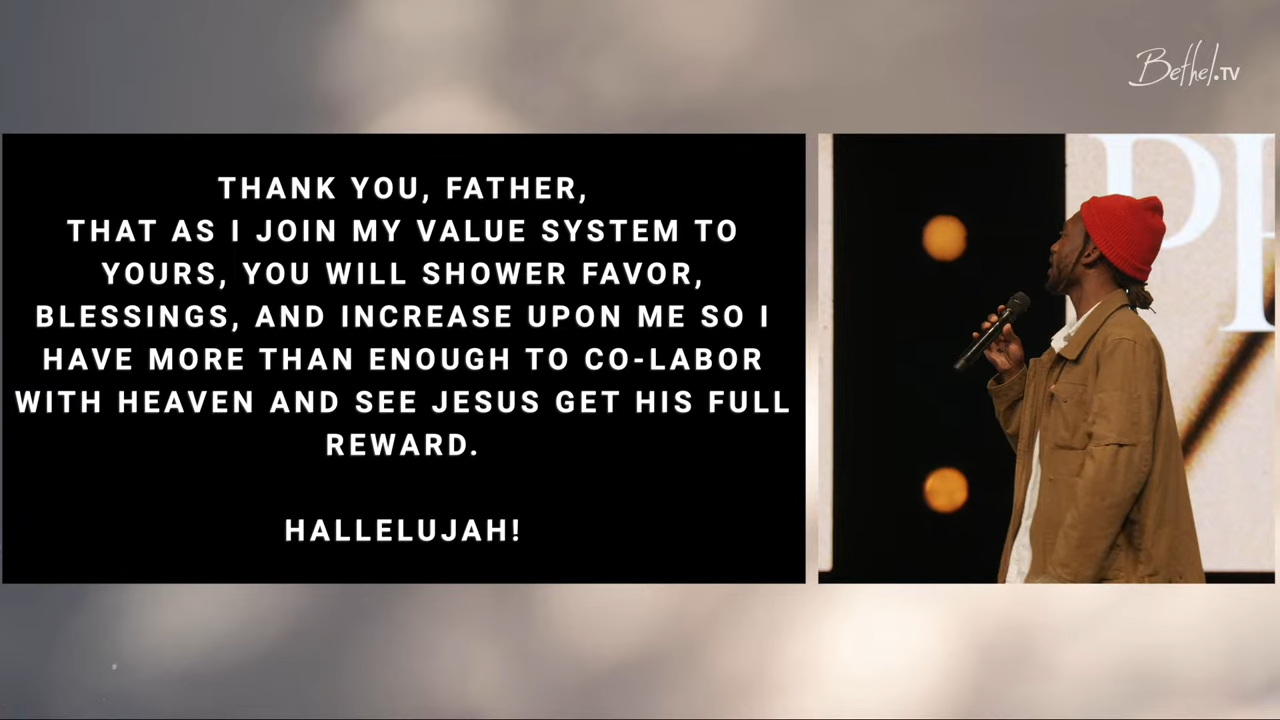 Bethel.TV
THANK YOU, FATHER,
THAT AS I JOIN MY VALUE SYSTEM TO
YOURS, YOU WILL SHOWER FAVOR,
BLESSINGS, AND INCREASE UPON ME SO I
HAVE MORE THAN ENOUGH TO CO-LABOR
WITH HEAVEN AND SEE JESUS GET HIS FULL
REWARD.
HALLELUJAH!